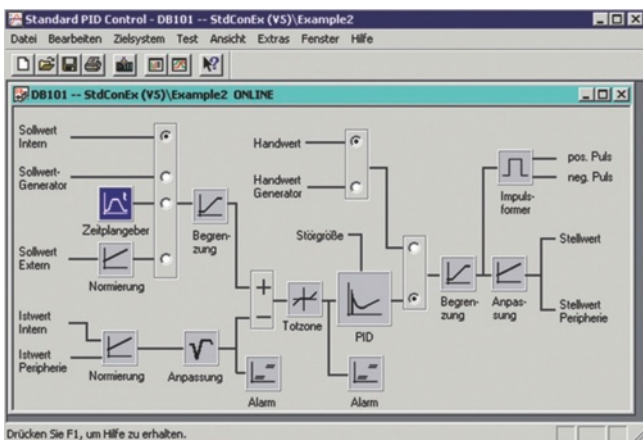 Standard PID Control - DB101 -- StdConEx (V5)\Example2
Datei Bearbeiten Zielsystem Test Ansicht Extras Fenster Hilfe
DB101 -- StdConEx (V5)\Example2 ONLINE
Sollwert
Intern
Sollwert-
Generator
Zeitplangeber
Sollwert
Extern
Normierung
Begren-
zung
Istwert
Intern
Istwert
Peripherie
Normierung
Anpassung
+
−
Alarm
Totzone
Handwert
Handwert
Generator
Störgröße
PID
Alarm
Begren-
zung
Anpas-
sung
Impuls-
former
pos. Puls
neg. Puls
Stellwert
Stellwert
Peripherie
Drücken Sie F1, um Hilfe zu erhalten.